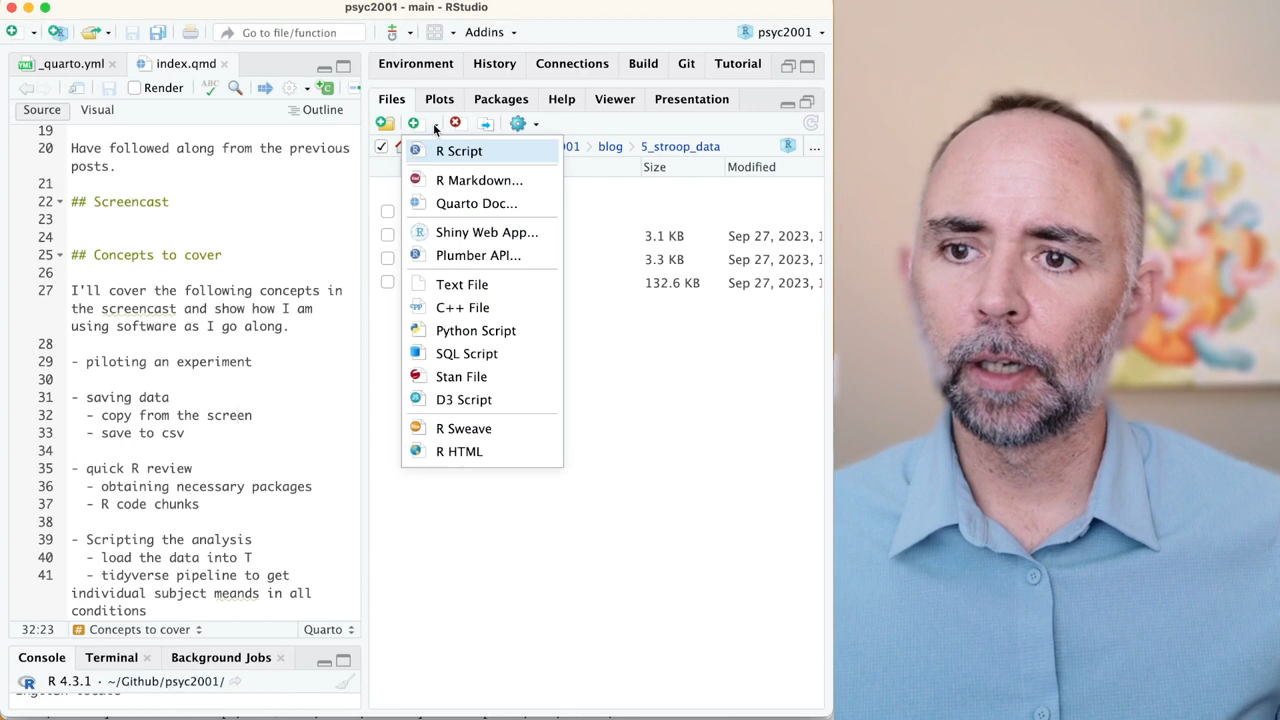 psyc2001 - main - RStudio
Go to file/function
Addins
psyc2001
_quarto.yml
index.qmd
Environment
History
Connections
Build
Git
Tutorial
Render
ABC
Source
Visual
Outline
Files
Plots
Packages
Help
Viewer
Presentation
001
blog
5_stroop_data
...
Size
Modified
3.1 KB
Sep 27, 2023, 1
3.3 KB
Sep 27, 2023, 1
132.6 KB
Sep 27, 2023, 1
R Script
R Markdown...
Quarto Doc...
Shiny Web App...
Plumber API...
Text File
C++ File
Python Script
SQL Script
Stan File
D3 Script
R Sweave
R HTML
19
20 Have followed along from the previous
posts.
21
22 ## Screencast
23
24
25 ## Concepts to cover
26
27 I'll cover the following concepts in
the screencast and show how I am
using software as I go along.
28
29 - piloting an experiment
30
31 - saving data
32 - copy from the screen
33 - save to csv
34
35 - quick R review
36 - obtaining necessary packages
37 - R code chunks
38
39 - Scripting the analysis
40 - load the data into T
41 - tidyverse pipeline to get
individual subject meands in all
conditions
32:23
# Concepts to cover
Quarto
Console
Terminal
Background Jobs
R 4.3.1 · ~/Github/psyc2001/